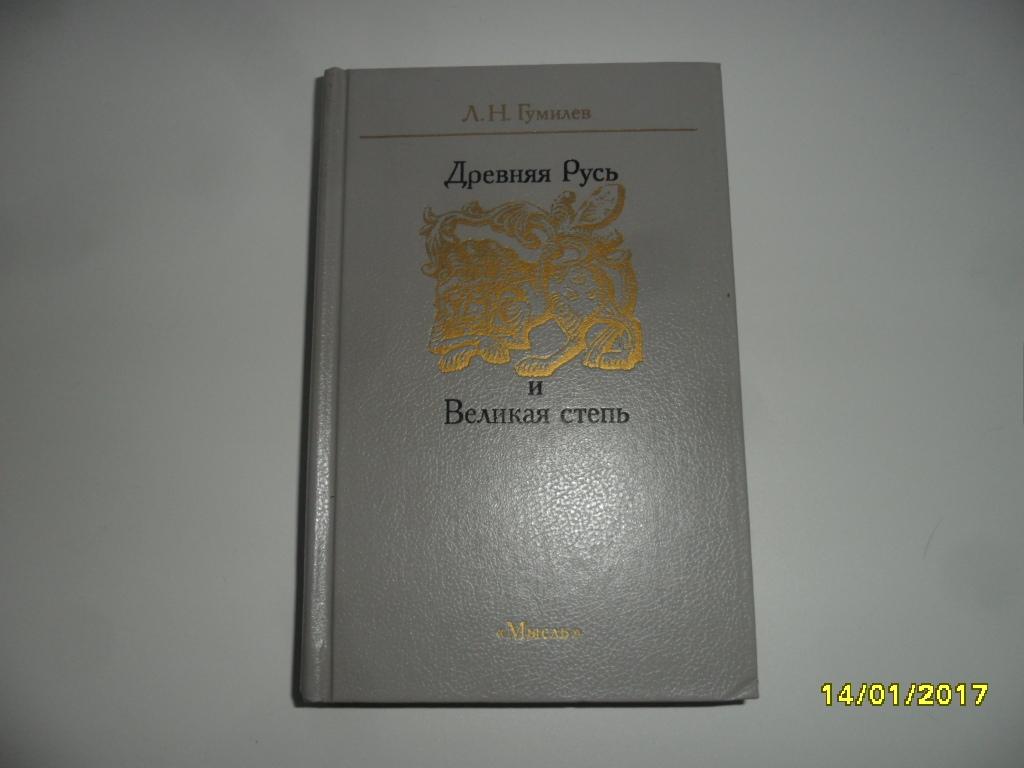 Л. Н. Гумилев
Древняя Русь
и
Великая степь
«Мысль»
14/01/2017